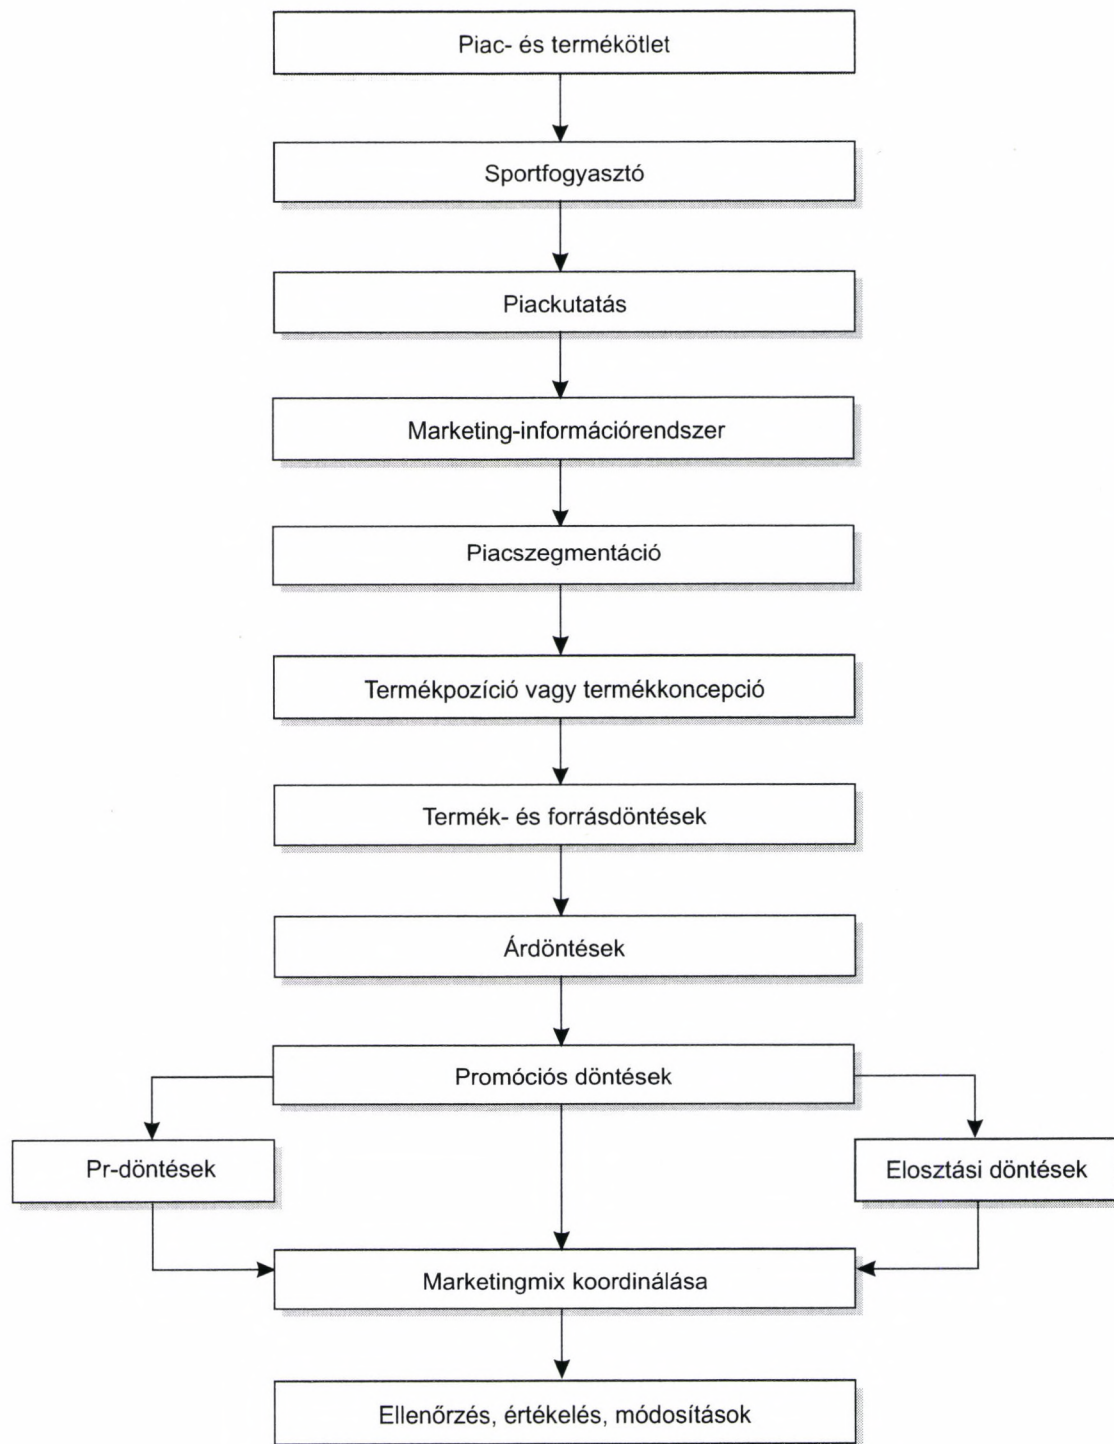 Piac- és termékötlet
Sportfogyasztó
Piackutatás
Marketing-információrendszer
Piacszegmentáció
Termékpozíció vagy termékkoncepció
Termék- és forrásdöntések
Árdöntések
Promóciós döntések
Pr-döntések
Elosztási döntések
Marketingmix koordinálása
Ellenőrzés, értékelés, módosítások